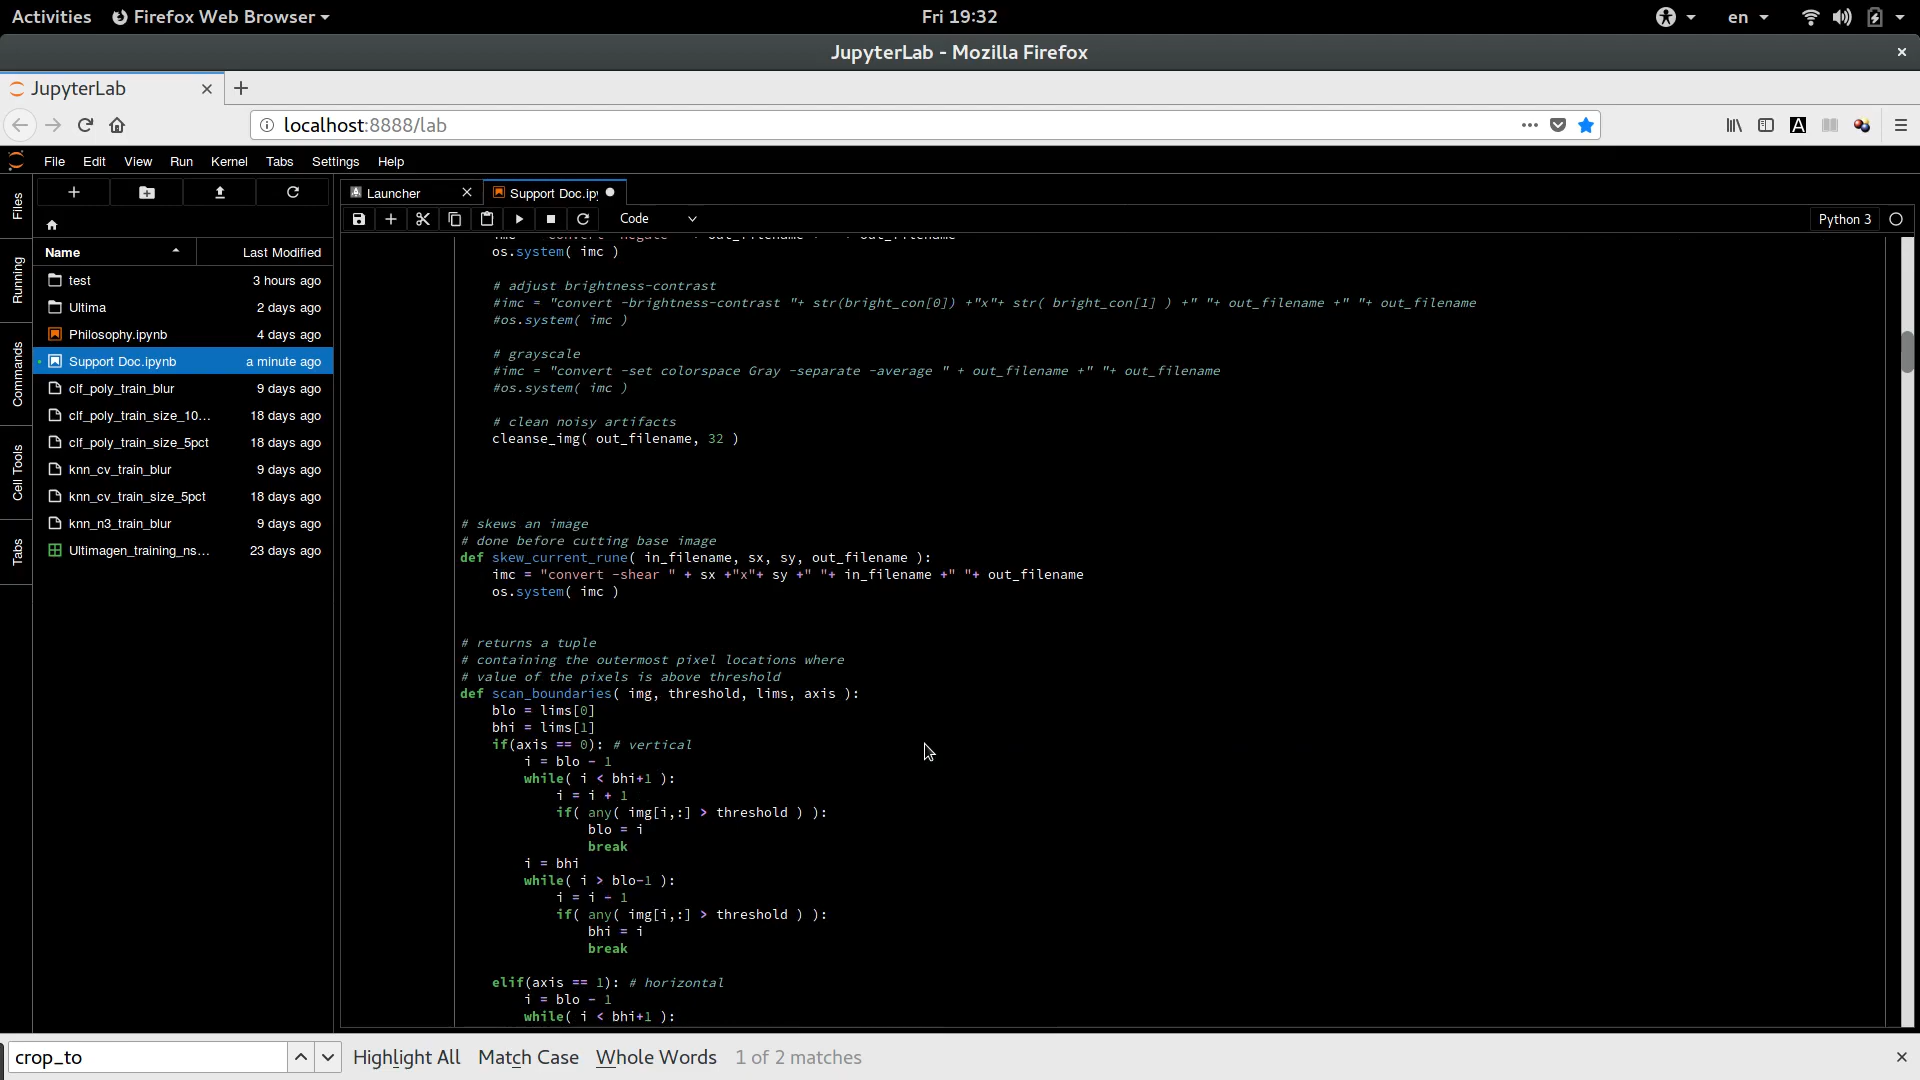 Activities Firefox Web Browser Fri 19:32 en
JupyterLab - Mozilla Firefox
JupyterLab
localhost:8888/lab
File Edit View Run Kernel Tabs Settings Help
Files
Running
Commands
Cell Tools
Tabs
Name Last Modified
test 3 hours ago
Ultima 2 days ago
Philosophy.ipynb 4 days ago
Support Doc.ipynb a minute ago
clf_poly_train_blur 9 days ago
clf_poly_train_size_10... 18 days ago
clf_poly_train_size_5pct 18 days ago
knn_cv_train_blur 9 days ago
knn_cv_train_size_5pct 18 days ago
knn_n3_train_blur 9 days ago
Ultimagen_training_ns... 23 days ago
Launcher Support Doc.ip
Code Python 3
os.system( imc )
# adjust brightness-contrast
#imc = "convert -brightness-contrast "+ str(bright_con[0]) +"x"+ str( bright_con[1] ) +" "+ out_filename +" "+ out_filename
#os.system( imc )
# grayscale
#imc = "convert -set colorspace Gray -separate -average " + out_filename +" "+ out_filename
#os.system( imc )
# clean noisy artifacts
cleanse_img( out_filename, 32 )
# skews an image
# done before cutting base image
def skew_current_rune( in_filename, sx, sy, out_filename ):
imc = "convert -shear " + sx +"x"+ sy +" "+ in_filename +" "+ out_filename
os.system( imc )
# returns a tuple
# containing the outermost pixel locations where
# value of the pixels is above threshold
def scan_boundaries( img, threshold, lims, axis ):
blo = lims[0]
bhi = lims[1]
if(axis == 0): # vertical
i = blo - 1
while( i < bhi+1 ):
i = i + 1
if( any( img[i,:] > threshold ) ):
blo = i
break
i = bhi
while( i > blo-1 ):
i = i - 1
if( any( img[i,:] > threshold ) ):
bhi = i
break
elif(axis == 1): # horizontal
i = blo - 1
while( i < bhi+1 ):
crop_to Highlight All Match Case Whole Words 1 of 2 matches